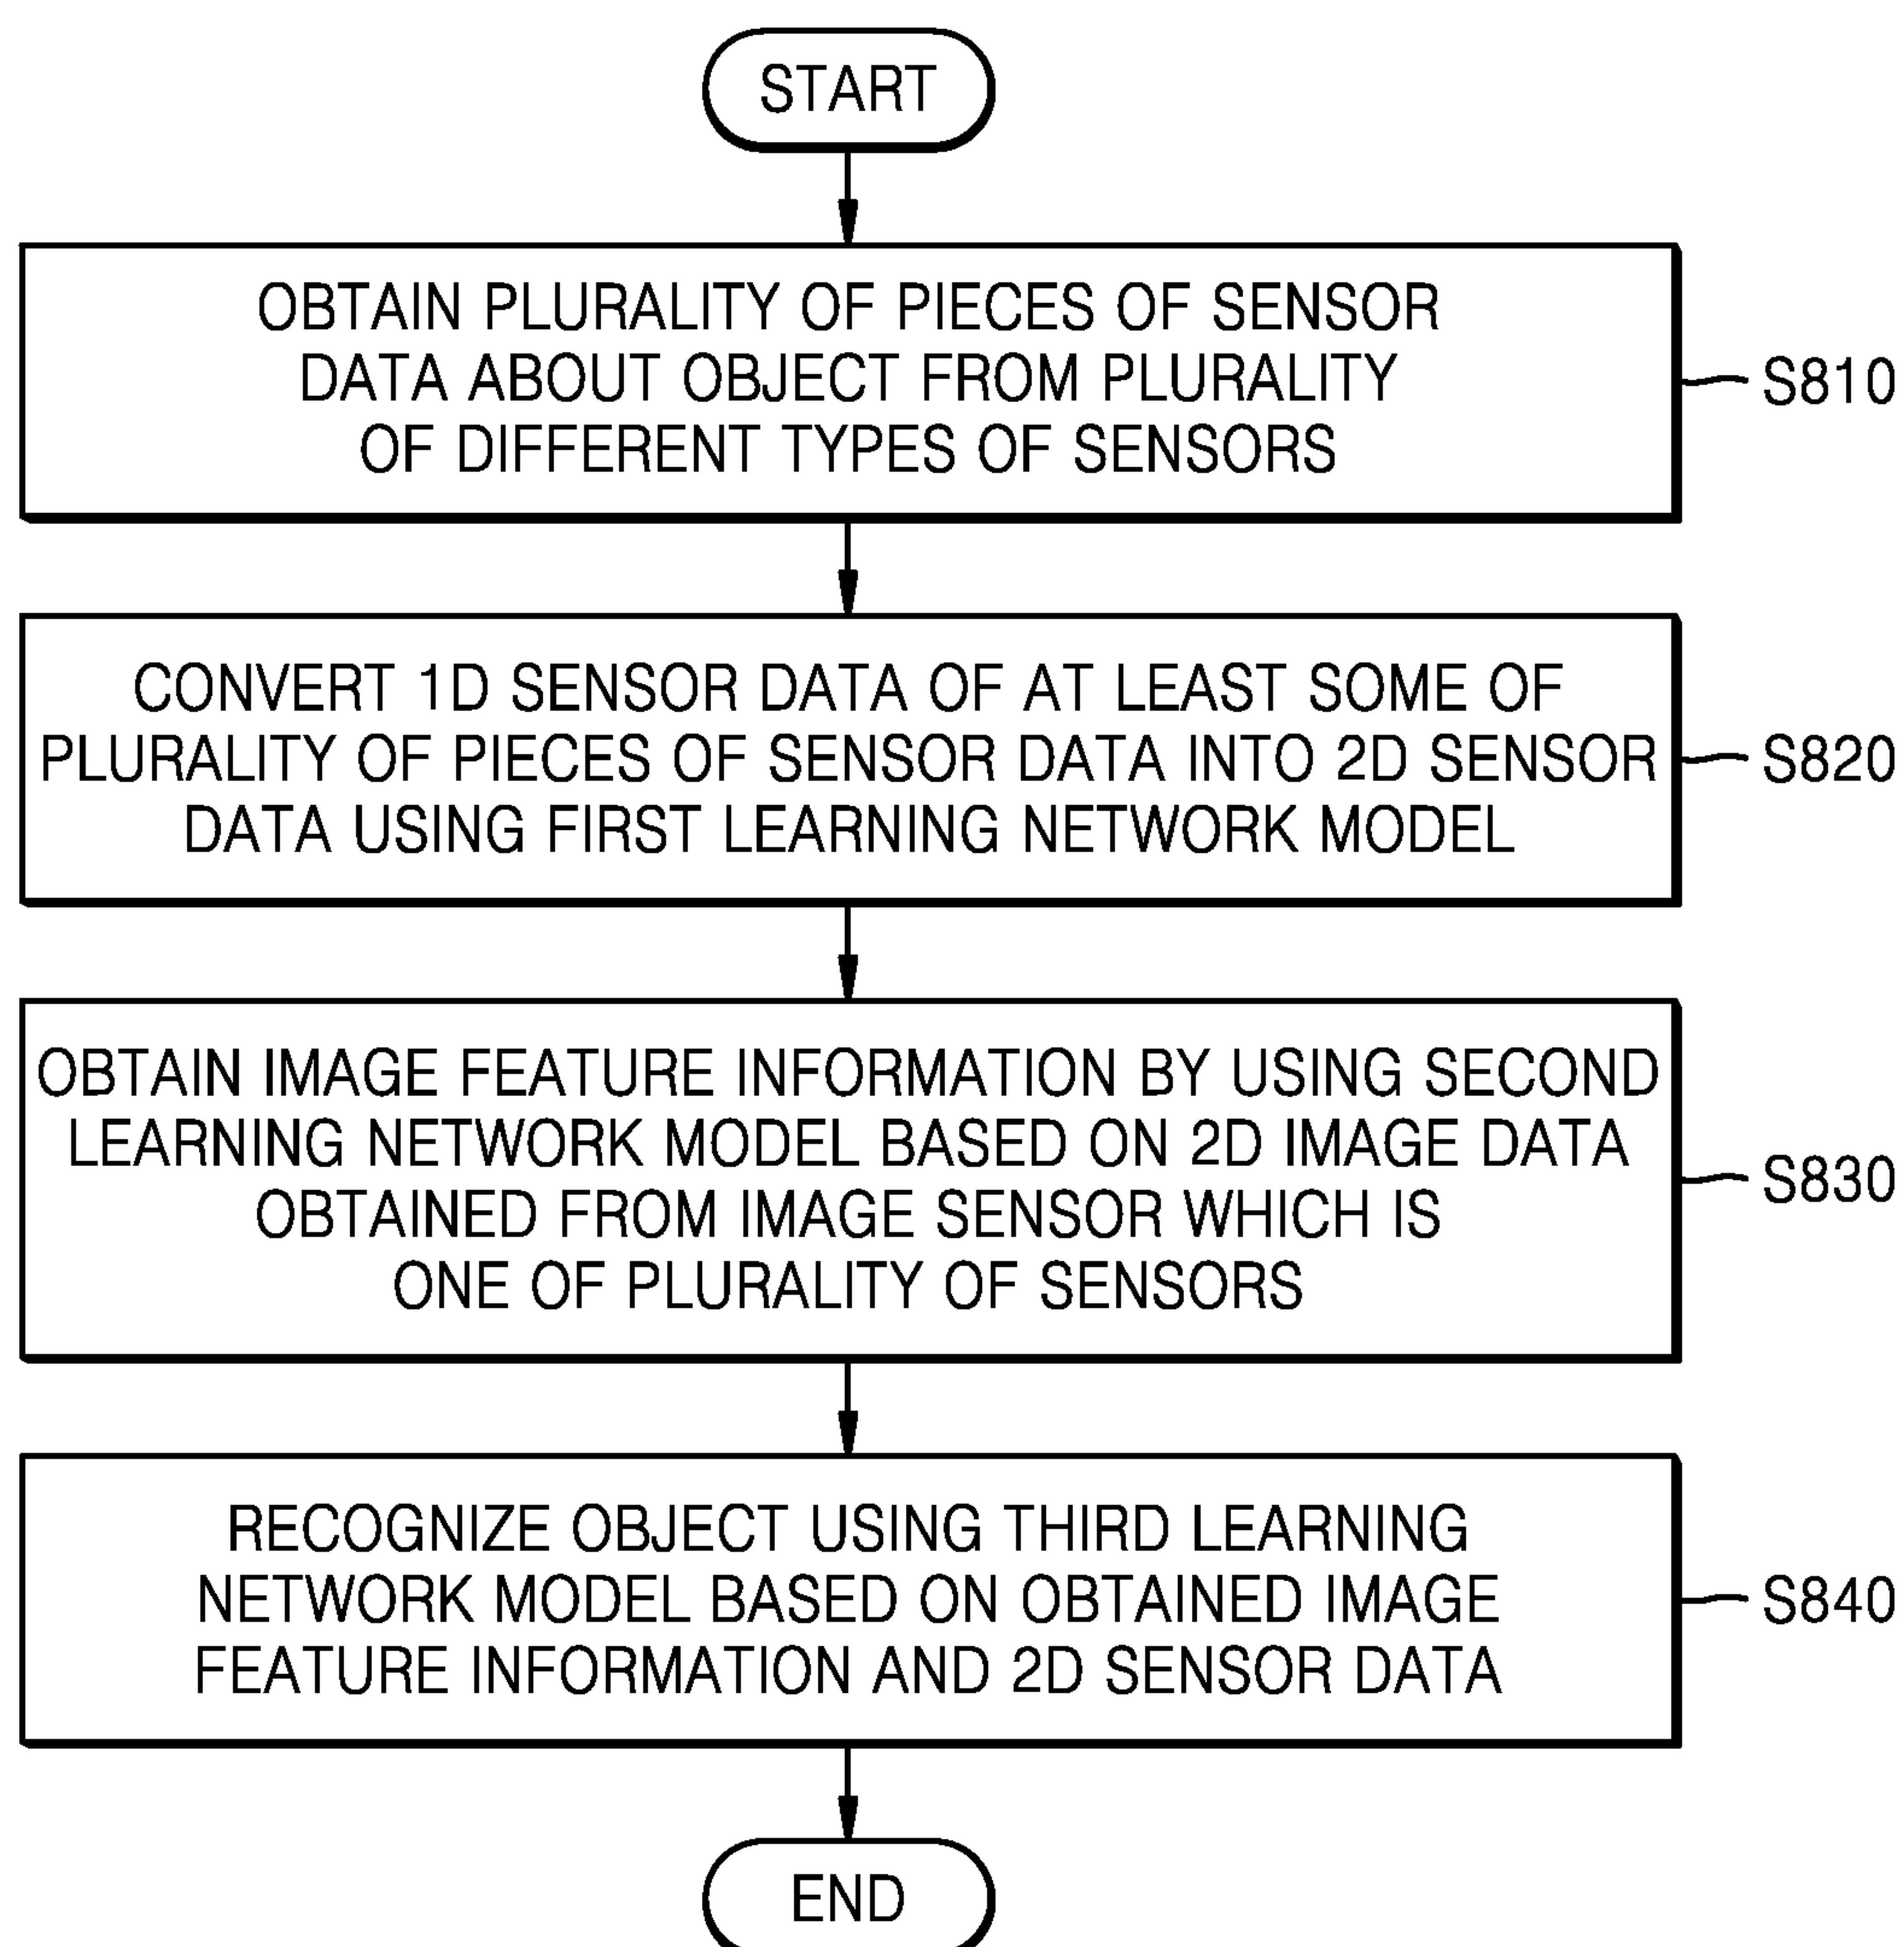 START
OBTAIN PLURALITY OF PIECES OF SENSOR
DATA ABOUT OBJECT FROM PLURALITY
OF DIFFERENT TYPES OF SENSORS
S810
CONVERT 1D SENSOR DATA OF AT LEAST SOME OF
PLURALITY OF PIECES OF SENSOR DATA INTO 2D SENSOR
DATA USING FIRST LEARNING NETWORK MODEL
S820
OBTAIN IMAGE FEATURE INFORMATION BY USING SECOND
LEARNING NETWORK MODEL BASED ON 2D IMAGE DATA
OBTAINED FROM IMAGE SENSOR WHICH IS
ONE OF PLURALITY OF SENSORS
S830
RECOGNIZE OBJECT USING THIRD LEARNING
NETWORK MODEL BASED ON OBTAINED IMAGE
FEATURE INFORMATION AND 2D SENSOR DATA
S840
END